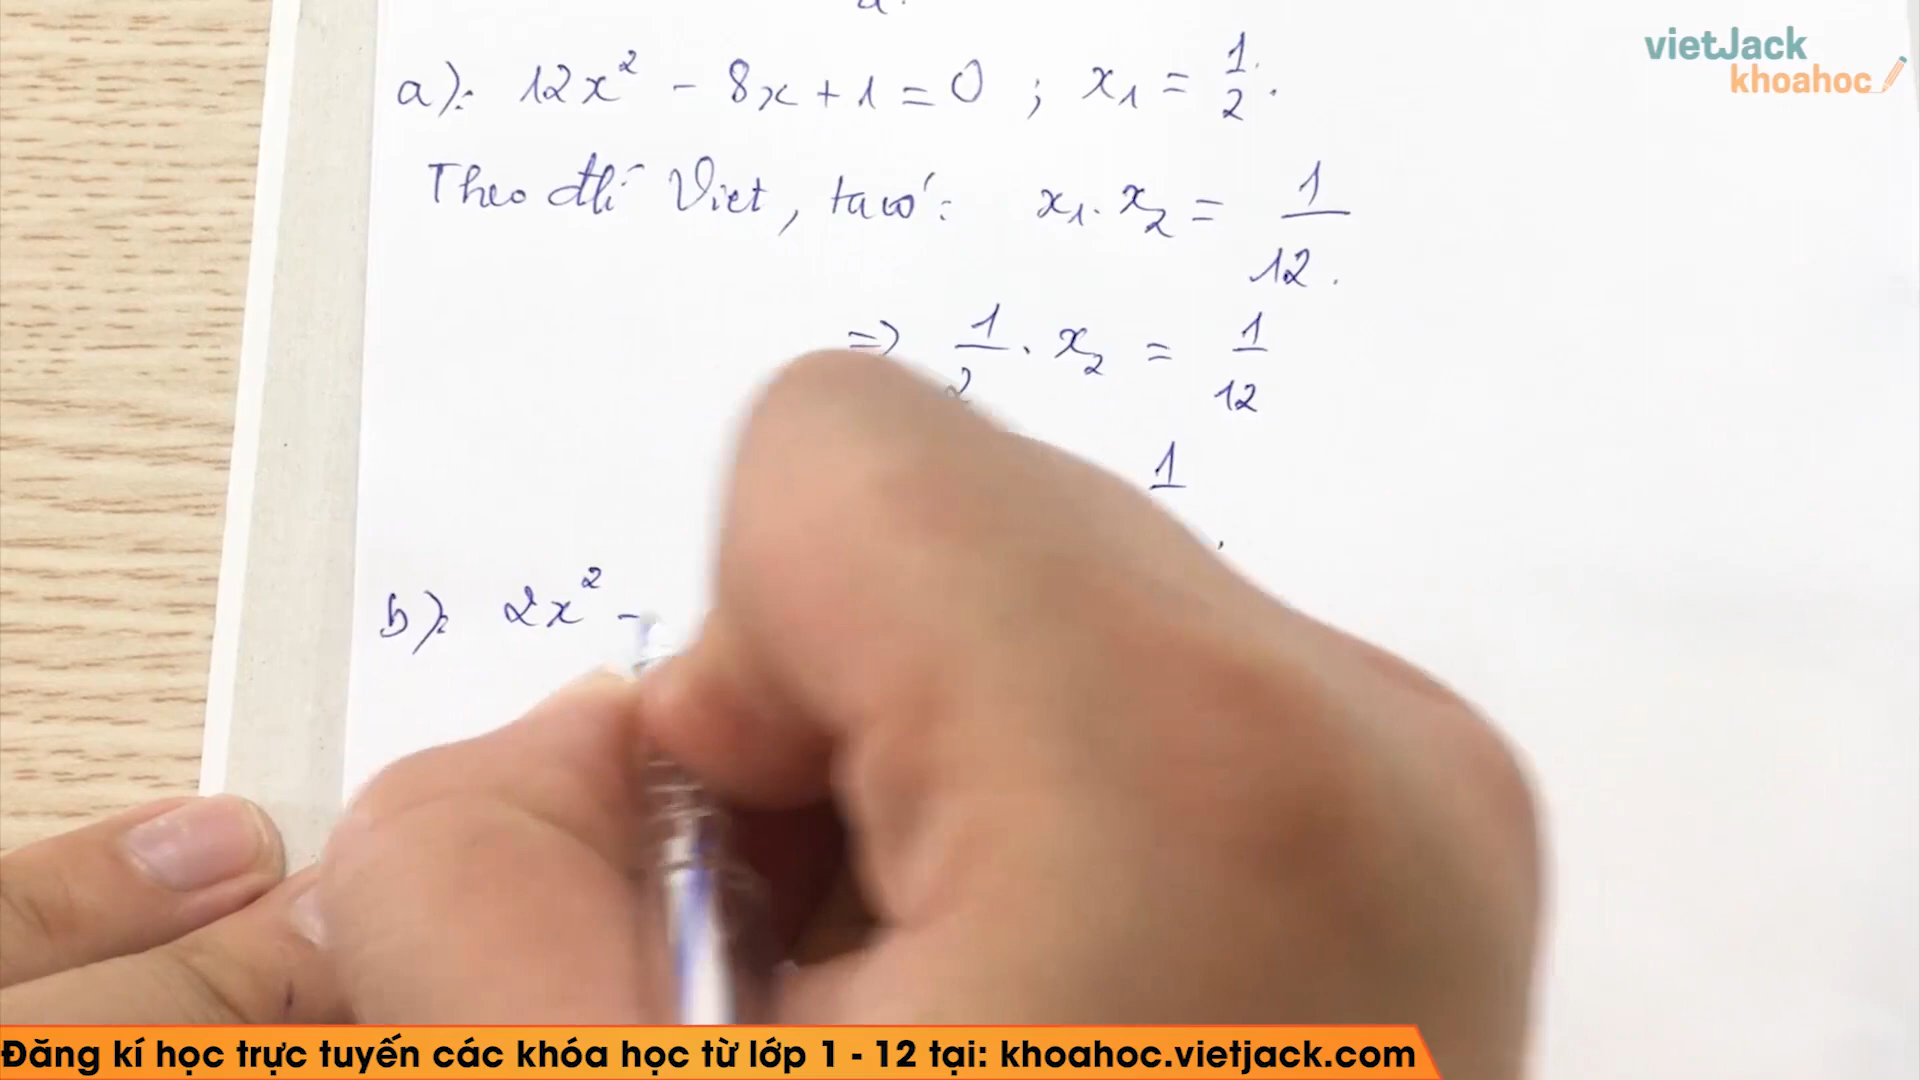 vietJack
khoahoc
a): 12x² - 8x + 1 = 0 ; x₁ = 1/2.
Theo đlí Viet, ta có: x₁. x₂ = 1/12.
=> 1/2 . x₂ = 1/12
1
b): 2x² -
Đăng kí học trực tuyến các khóa học từ lớp 1 - 12 tại: khoahoc.vietjack.com